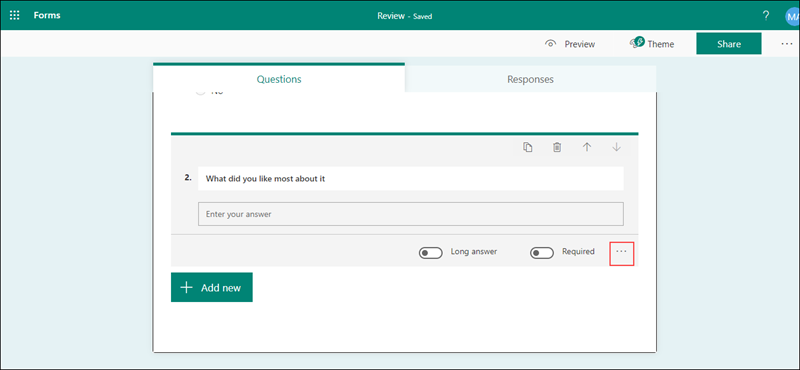 Forms
Review - Saved
?
MA
Preview
Theme
Share
...
Questions
Responses
No
2.
What did you like most about it
Enter your answer
Long answer
Required
...
+ Add new